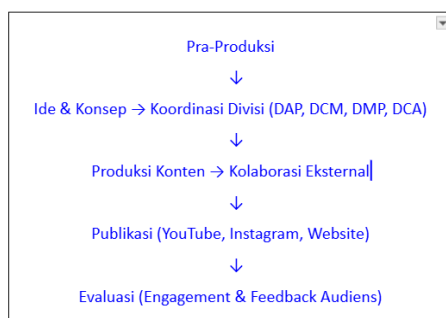 Pra-Produksi
↓
Ide & Konsep → Koordinasi Divisi (DAP, DCM, DMP, DCA)
↓
Produksi Konten → Kolaborasi Eksternal
↓
Publikasi (YouTube, Instagram, Website)
↓
Evaluasi (Engagement & Feedback Audiens)